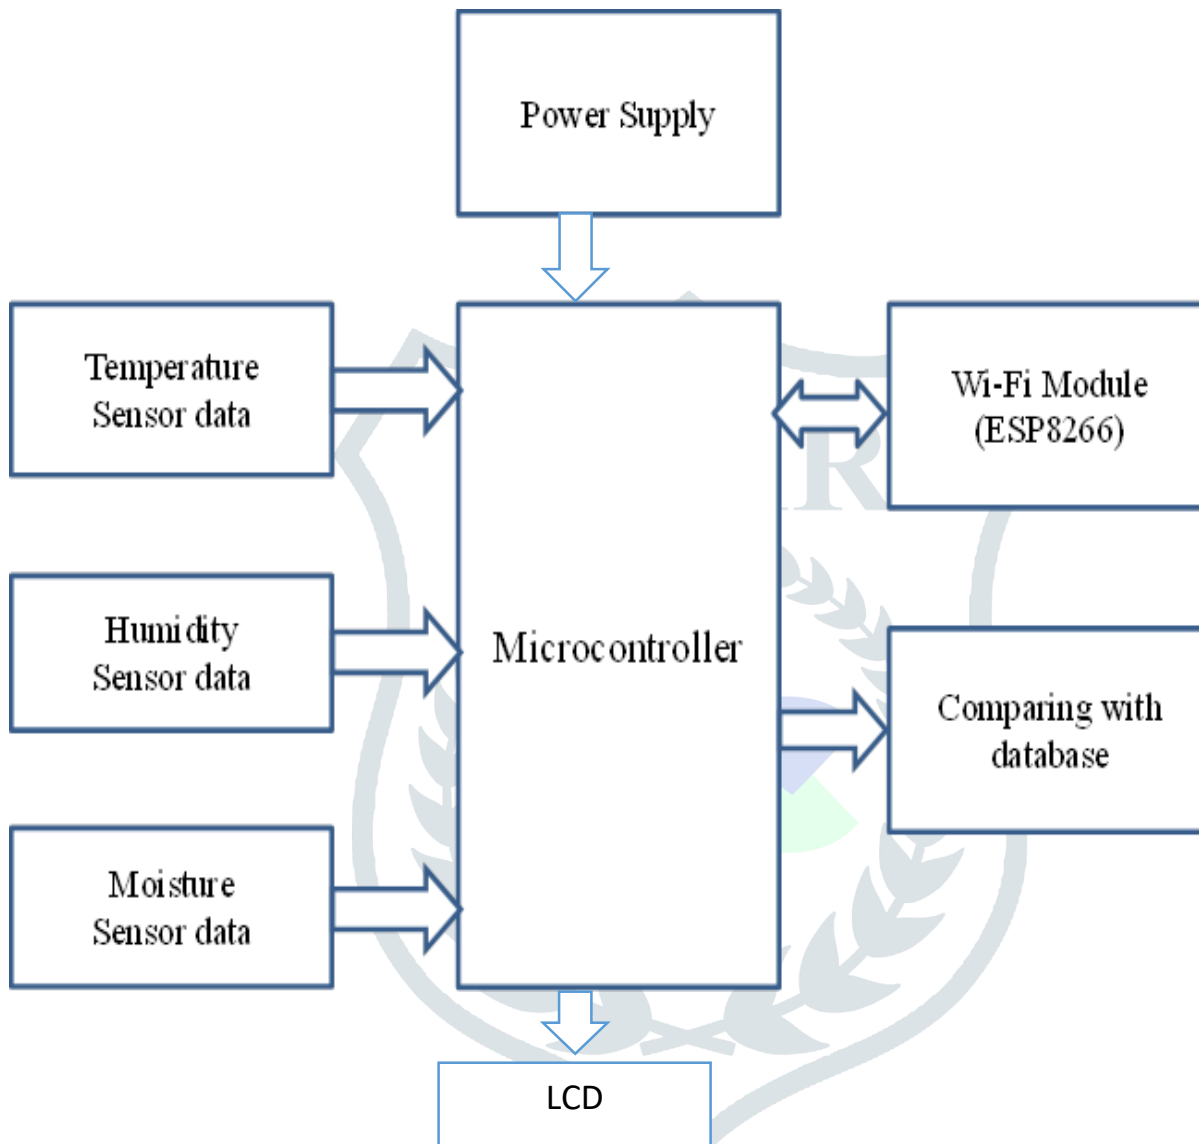 Power Supply
Temperature
Sensor data
Wi-Fi Module
(ESP8266)
Humidity
Sensor data
Microcontroller
Comparing with
database
Moisture
Sensor data
LCD